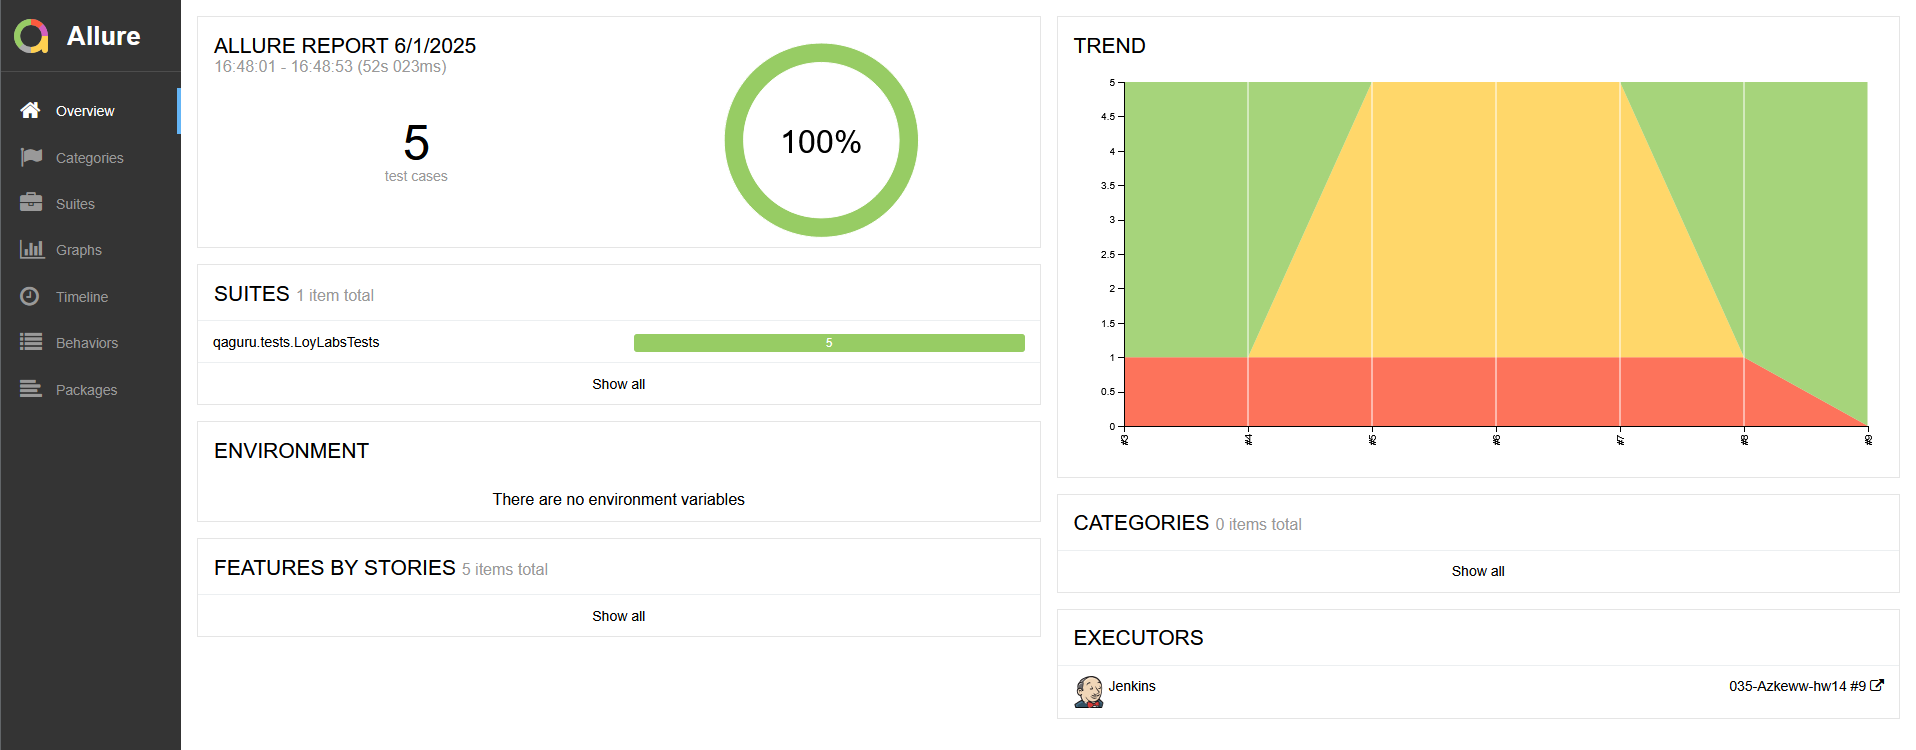 Allure
Overview
Categories
Suites
Graphs
Timeline
Behaviors
Packages
ALLURE REPORT 6/1/2025
16:48:01 - 16:48:53 (52s 023ms)
5
test cases
100%
SUITES 1 item total
qaguru.tests.LoyLabsTests
5
Show all
ENVIRONMENT
There are no environment variables
FEATURES BY STORIES 5 items total
Show all
TREND
5
4.5
4
3.5
3
2.5
2
1.5
1
0.5
0
#3
#4
#5
#6
#7
#8
#9
CATEGORIES 0 items total
Show all
EXECUTORS
Jenkins
035-Azkeww-hw14 #9